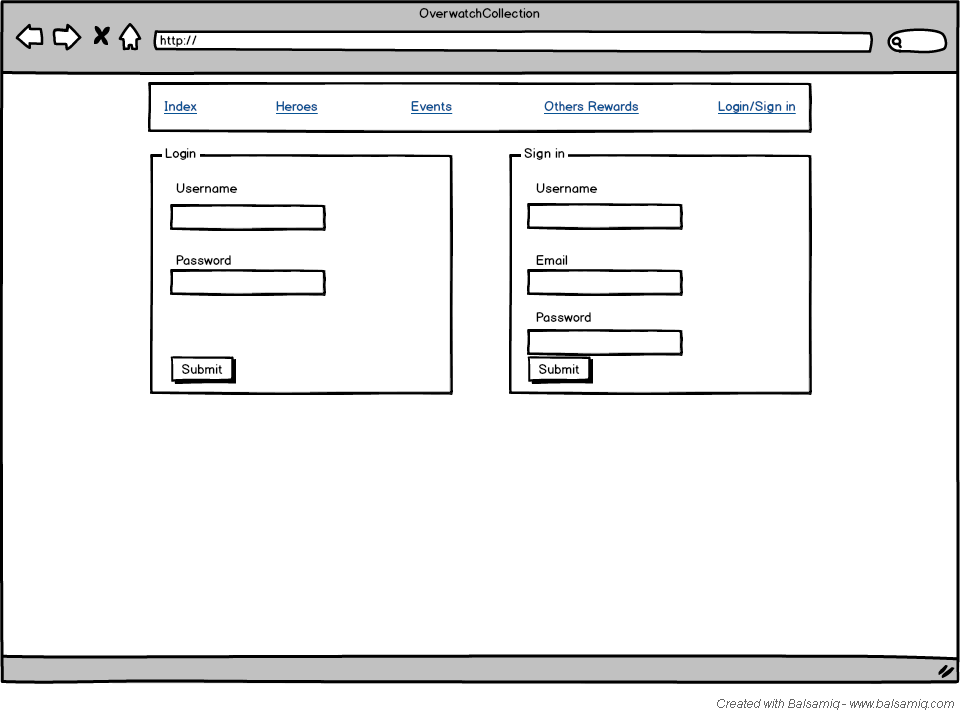 OverwatchCollection
http://
Index Heroes Events Others Rewards Login/Sign in
Login
Username
Password
Submit
Sign in
Username
Email
Password
Submit
Created with Balsamiq - www.balsamiq.com